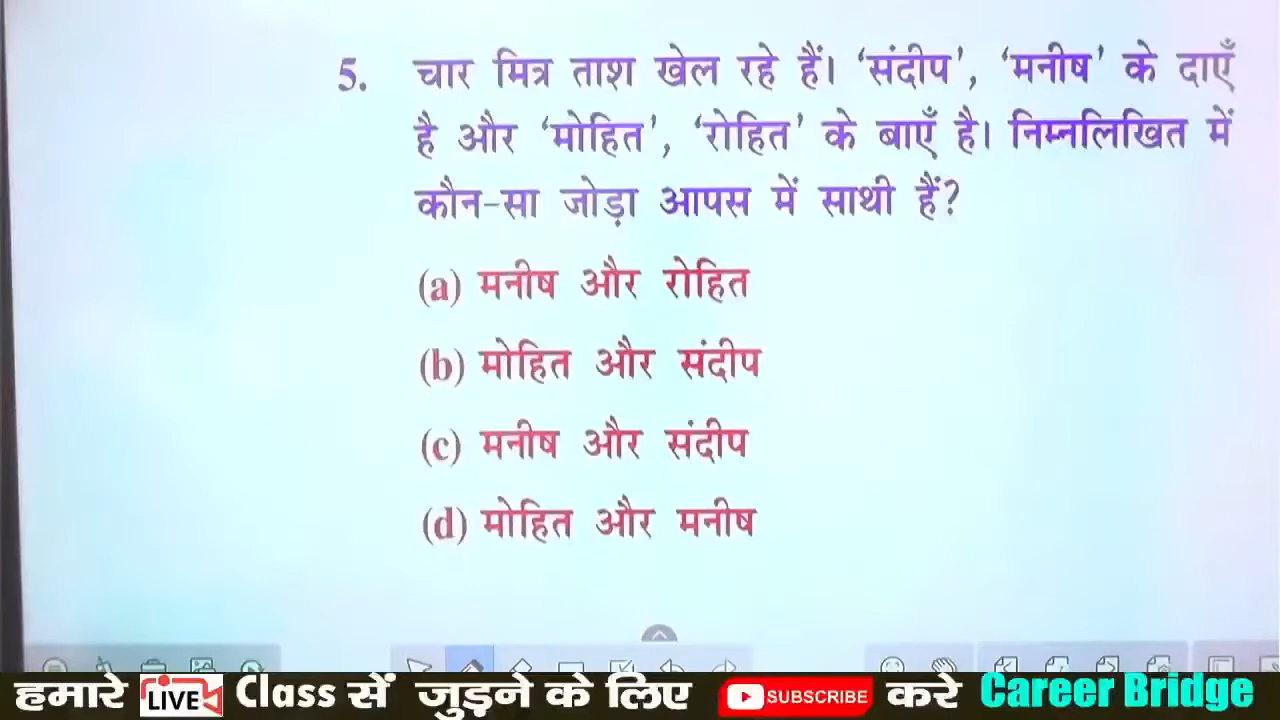 5. चार मित्र ताश खेल रहे हैं। ‘संदीप’, ‘मनीष’ के दाएँ
है और ‘मोहित’, ‘रोहित’ के बाएँ है। निम्नलिखित में
कौन-सा जोड़ा आपस में साथी हैं?
(a) मनीष और रोहित
(b) मोहित और संदीप
(c) मनीष और संदीप
(d) मोहित और मनीष
हमारे LIVE Class सें जुड़ने के लिए SUBSCRIBE करे Career Bridge